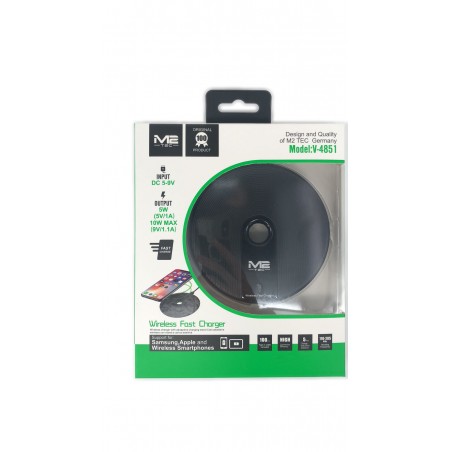 M2
TEC
ORIGINAL
100
PRODUCT
Design and Quality
of M2 TEC Germany
Model:V-4851
INPUT
DC 5-9V
OUTPUT
5W
(5V/1A)
10W MAX
(9V/1.1A)
FAST
M2
TEC
Wireless Fast Charger
Support for
Samsung,Apple and
Wireless Smartphones